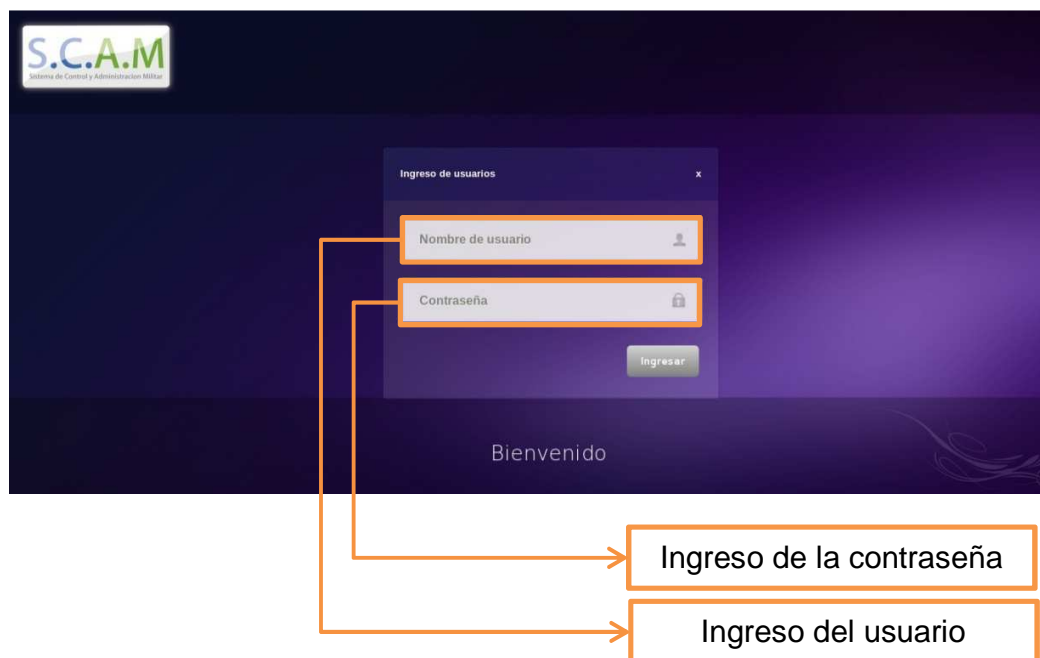 S.C.A.M
Sistema de Control y Administracion Militar
Ingreso de usuarios x
Nombre de usuario
Contraseña
Ingresar
Bienvenido
Ingreso de la contraseña
Ingreso del usuario